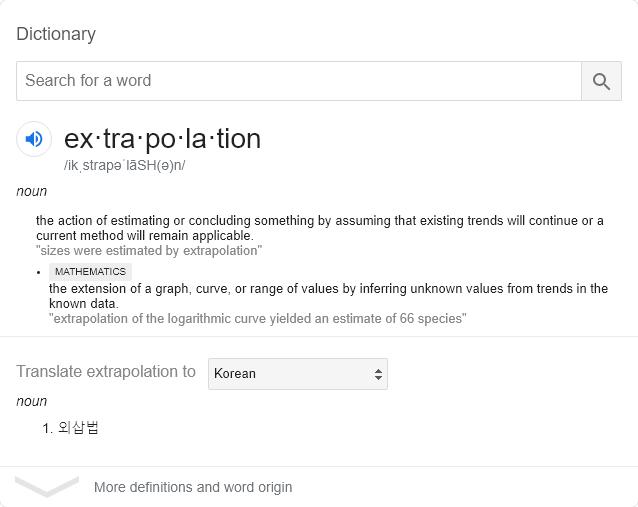 Dictionary
Search for a word
ex·tra·po·la·tion
/ikˌstrapəˈlāSH(ə)n/
noun
the action of estimating or concluding something by assuming that existing trends will continue or a
current method will remain applicable.
"sizes were estimated by extrapolation"
• MATHEMATICS
the extension of a graph, curve, or range of values by inferring unknown values from trends in the
known data.
"extrapolation of the logarithmic curve yielded an estimate of 66 species"
Translate extrapolation to Korean
noun
1. 외삽법
More definitions and word origin